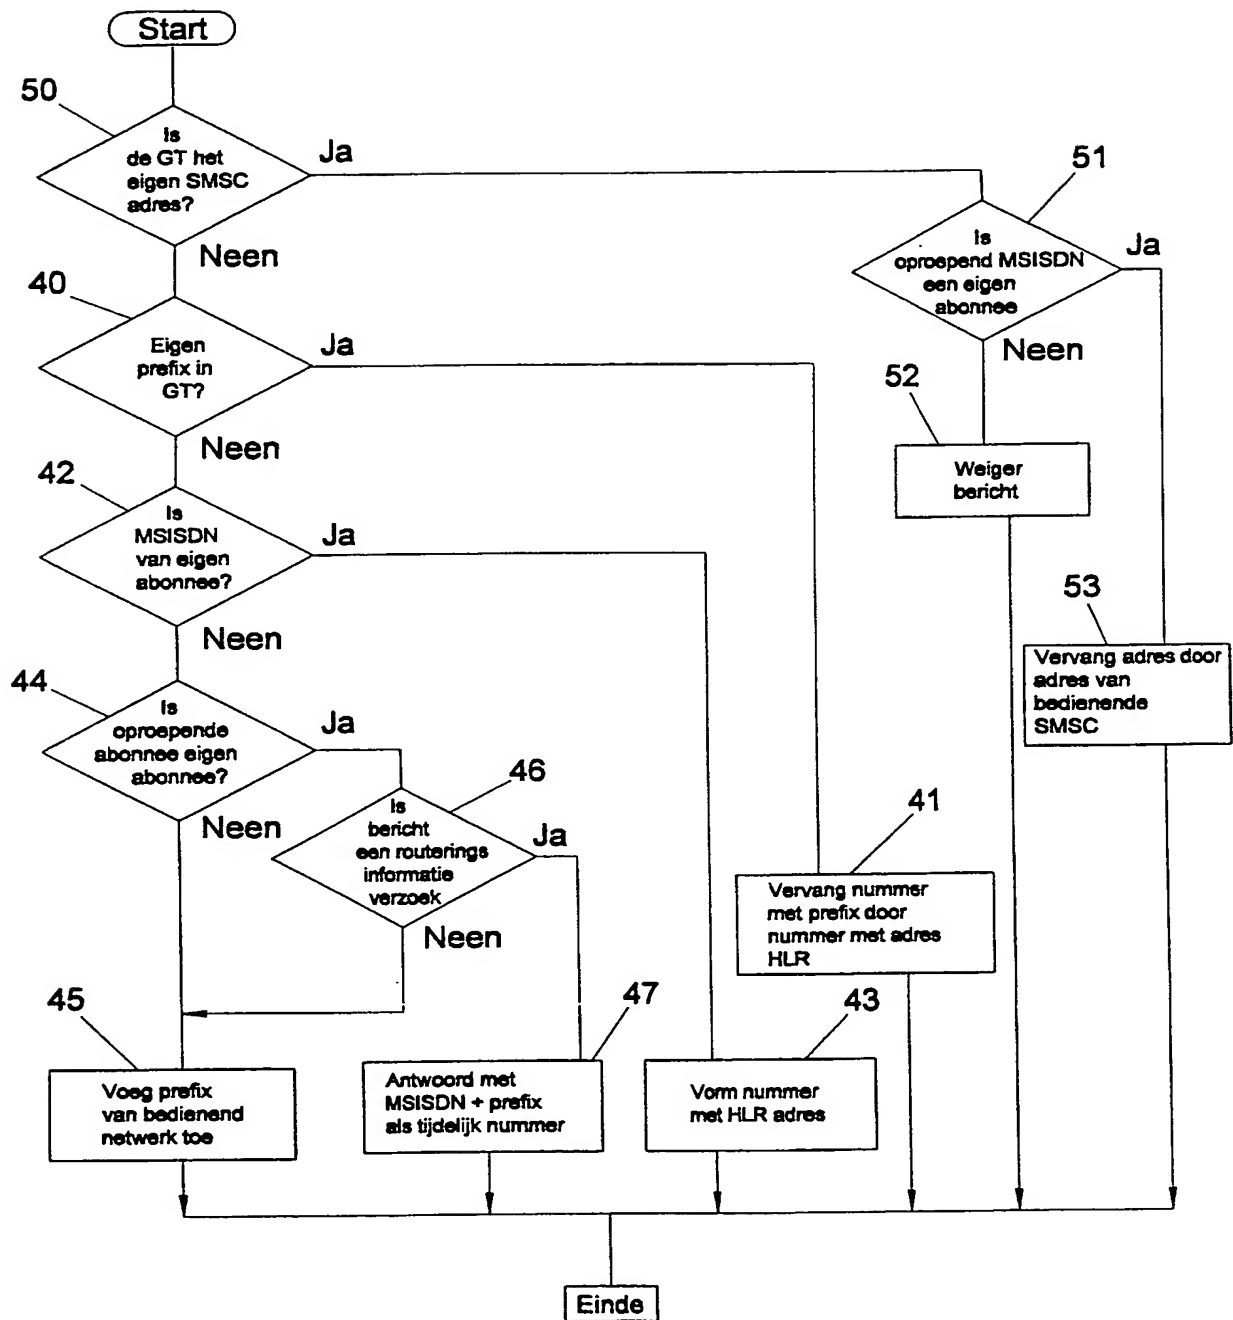 Start
50
Is
de GT het
eigen SMSC
adres?
Ja
Neen
51
Is
oproepend MSISDN
een eigen
abonnee
Ja
Neen
40
Eigen
prefix in
GT?
Ja
Neen
52
Weiger
bericht
42
Is
MSISDN
van eigen
abonnee?
Ja
Neen
53
Vervang adres door
adres van
bedienende
SMSC
44
Is
oproepende
abonnee eigen
abonnee?
Ja
Neen
46
Is
bericht
een routerings
informatie
verzoek
Ja
Neen
41
Vervang nummer
met prefix door
nummer met adres
HLR
45
Voeg prefix
van bedienend
netwerk toe
47
Antwoord met
MSISDN + prefix
als tijdelijk nummer
43
Vorm nummer
met HLR adres
Einde